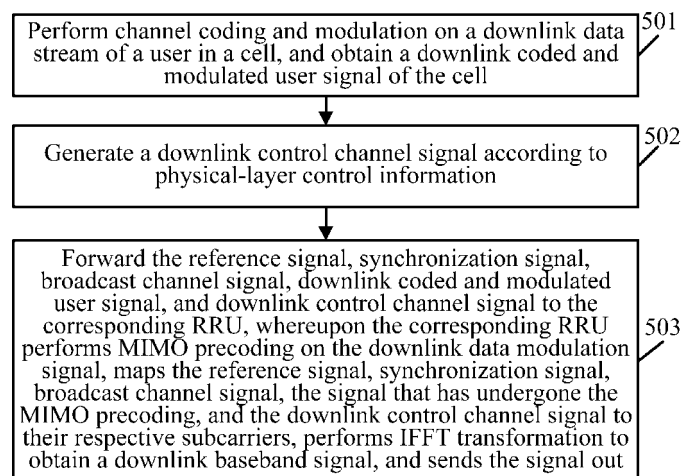 Perform channel coding and modulation on a downlink data
stream of a user in a cell, and obtain a downlink coded and
modulated user signal of the cell
501
Generate a downlink control channel signal according to
physical-layer control information
502
Forward the reference signal, synchronization signal,
broadcast channel signal, downlink coded and modulated
user signal, and downlink control channel signal to the
corresponding RRU, whereupon the corresponding RRU
performs MIMO precoding on the downlink data modulation
signal, maps the reference signal, synchronization signal,
broadcast channel signal, the signal that has undergone the
MIMO precoding, and the downlink control channel signal to
their respective subcarriers, performs IFFT transformation to
obtain a downlink baseband signal, and sends the signal out
503